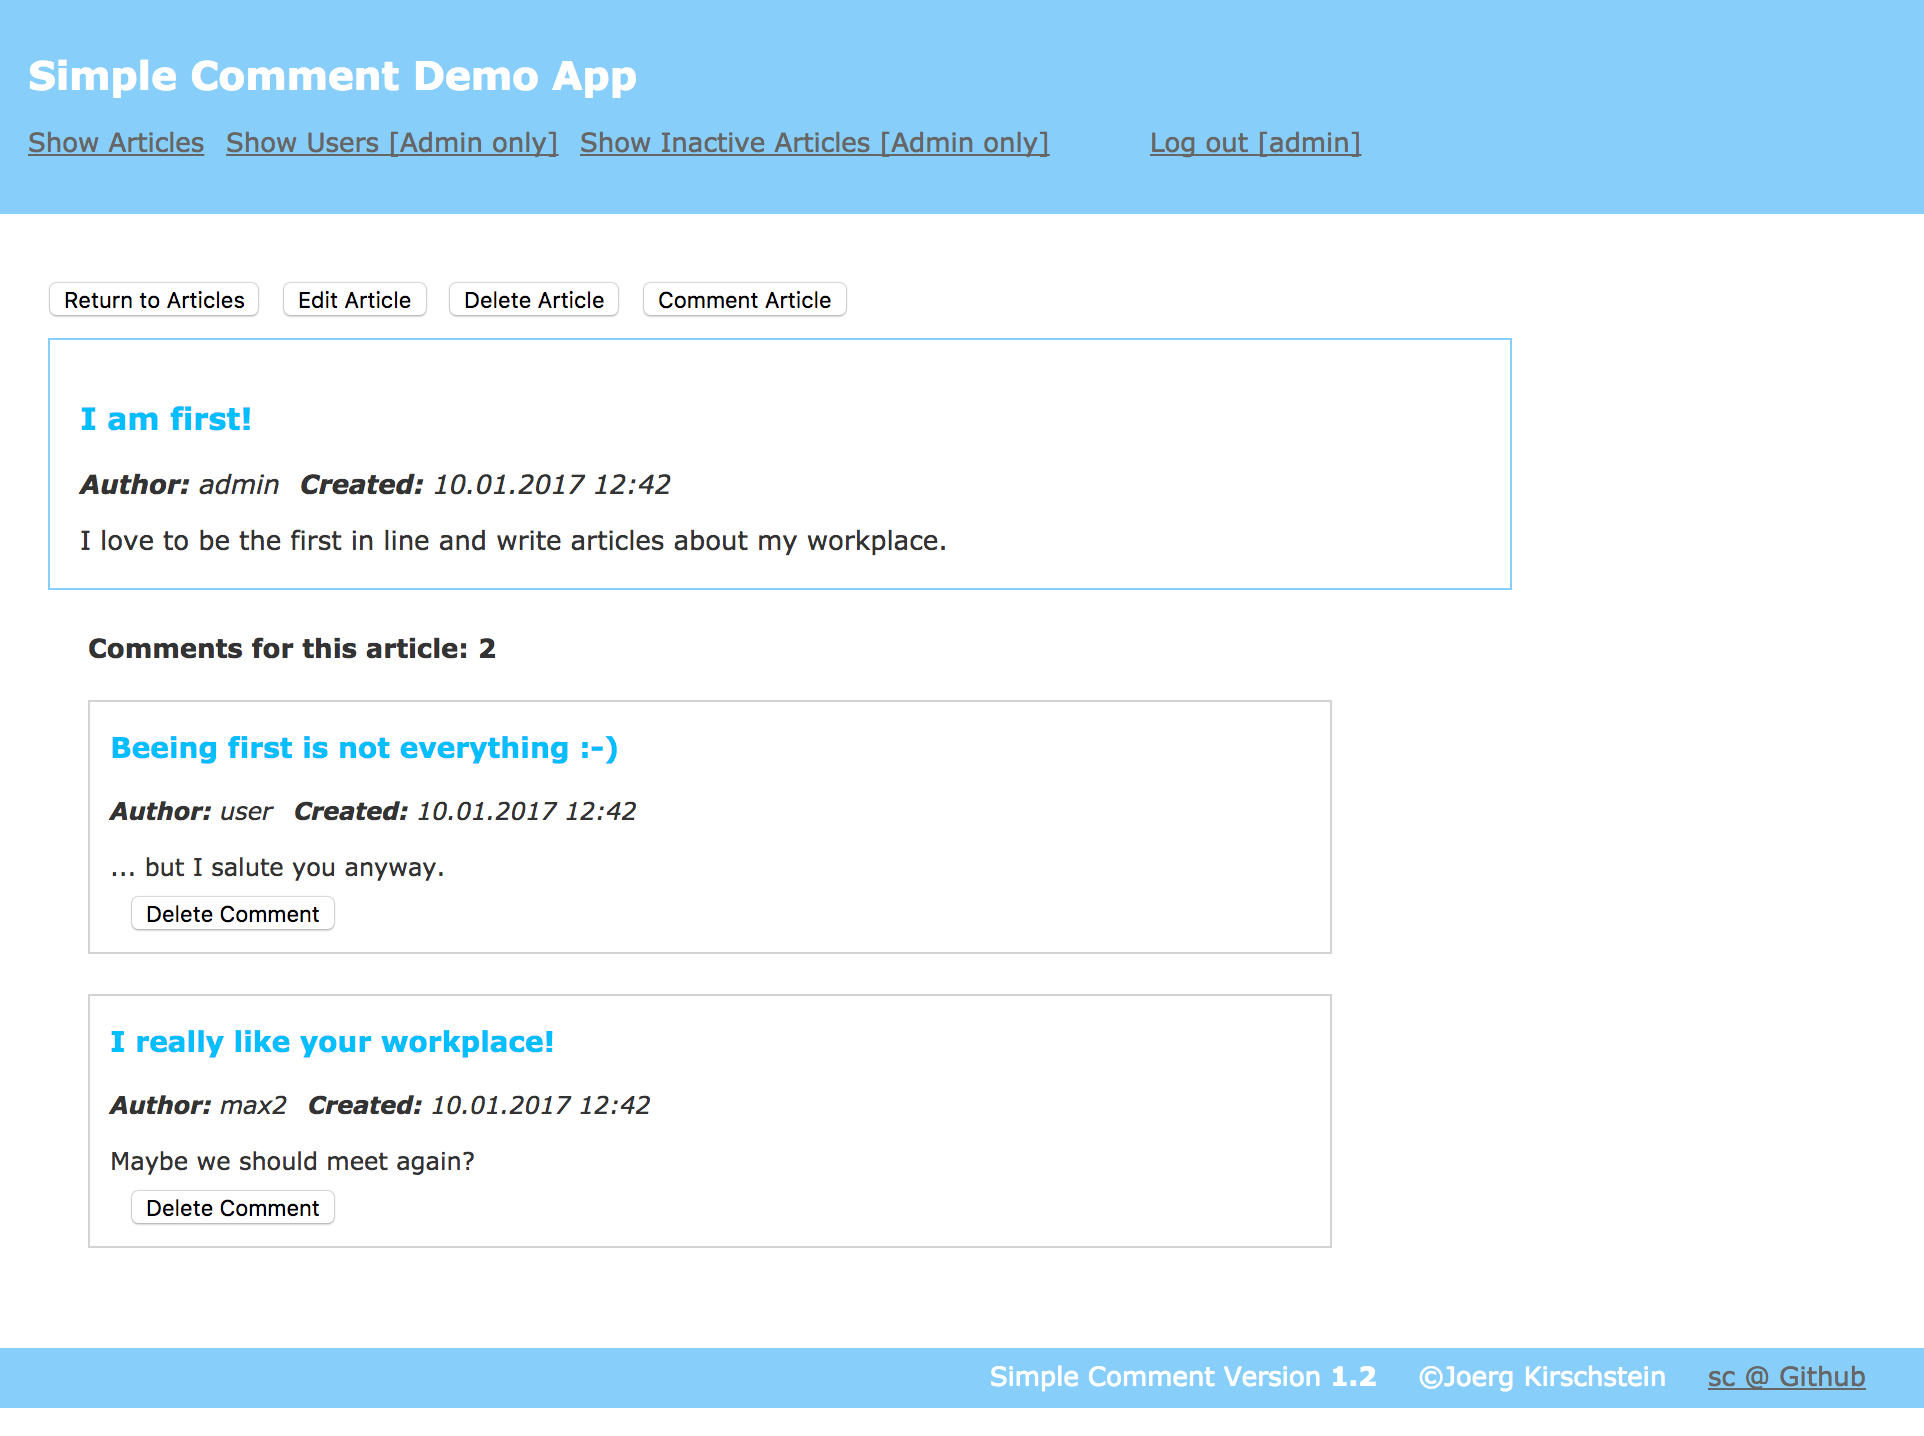 Simple Comment Demo App
Show Articles Show Users [Admin only] Show Inactive Articles [Admin only] Log out [admin]
Return to Articles Edit Article Delete Article Comment Article
I am first!
Author: admin Created: 10.01.2017 12:42
I love to be the first in line and write articles about my workplace.
Comments for this article: 2
Beeing first is not everything :-)
Author: user Created: 10.01.2017 12:42
... but I salute you anyway.
Delete Comment
I really like your workplace!
Author: max2 Created: 10.01.2017 12:42
Maybe we should meet again?
Delete Comment
Simple Comment Version 1.2 ©Joerg Kirschstein sc @ Github